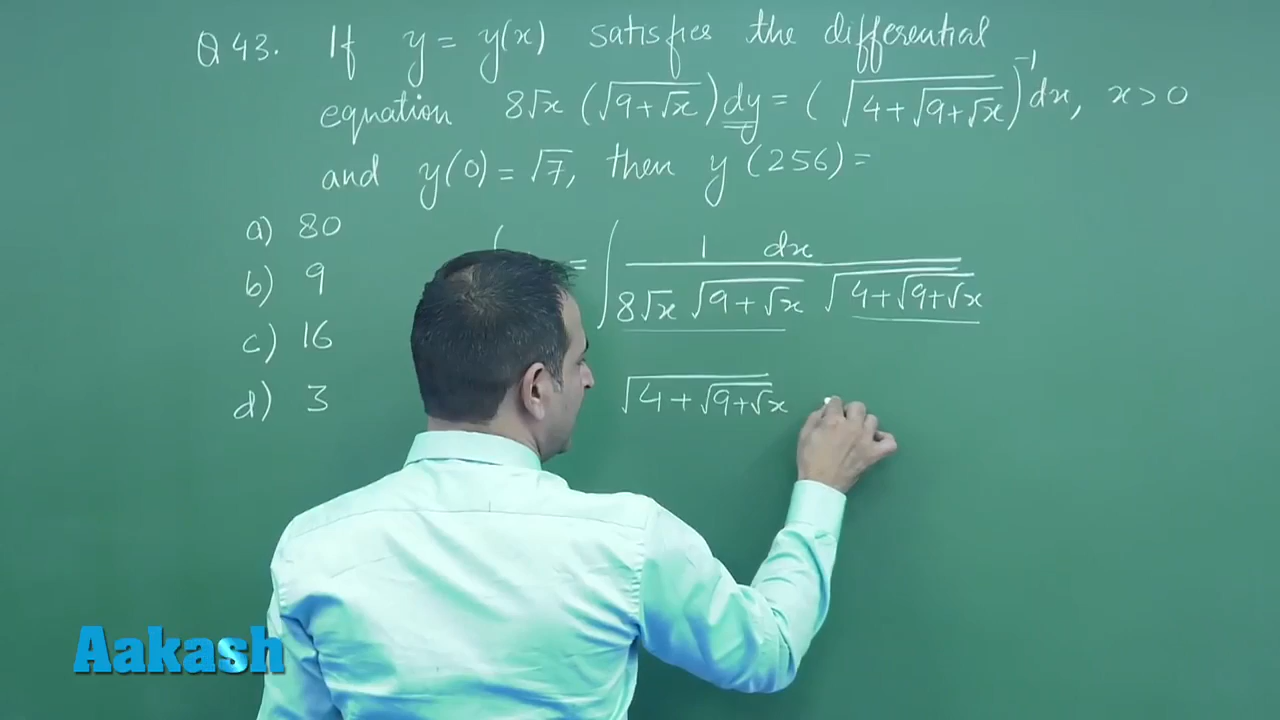 Q 43. If y = y(x) satisfies the differential
equation 8√x (√(9+√x)) dy = (√(4+√(9+√x)))⁻¹ dx, x > 0
and y(0) = √7, then y(256) =
a) 80
b) 9
c) 16
d) 3
= ∫ 1 dx / (8√x √(9+√x) √(4+√(9+√x)))
√(4+√(9+√x))
Aakash